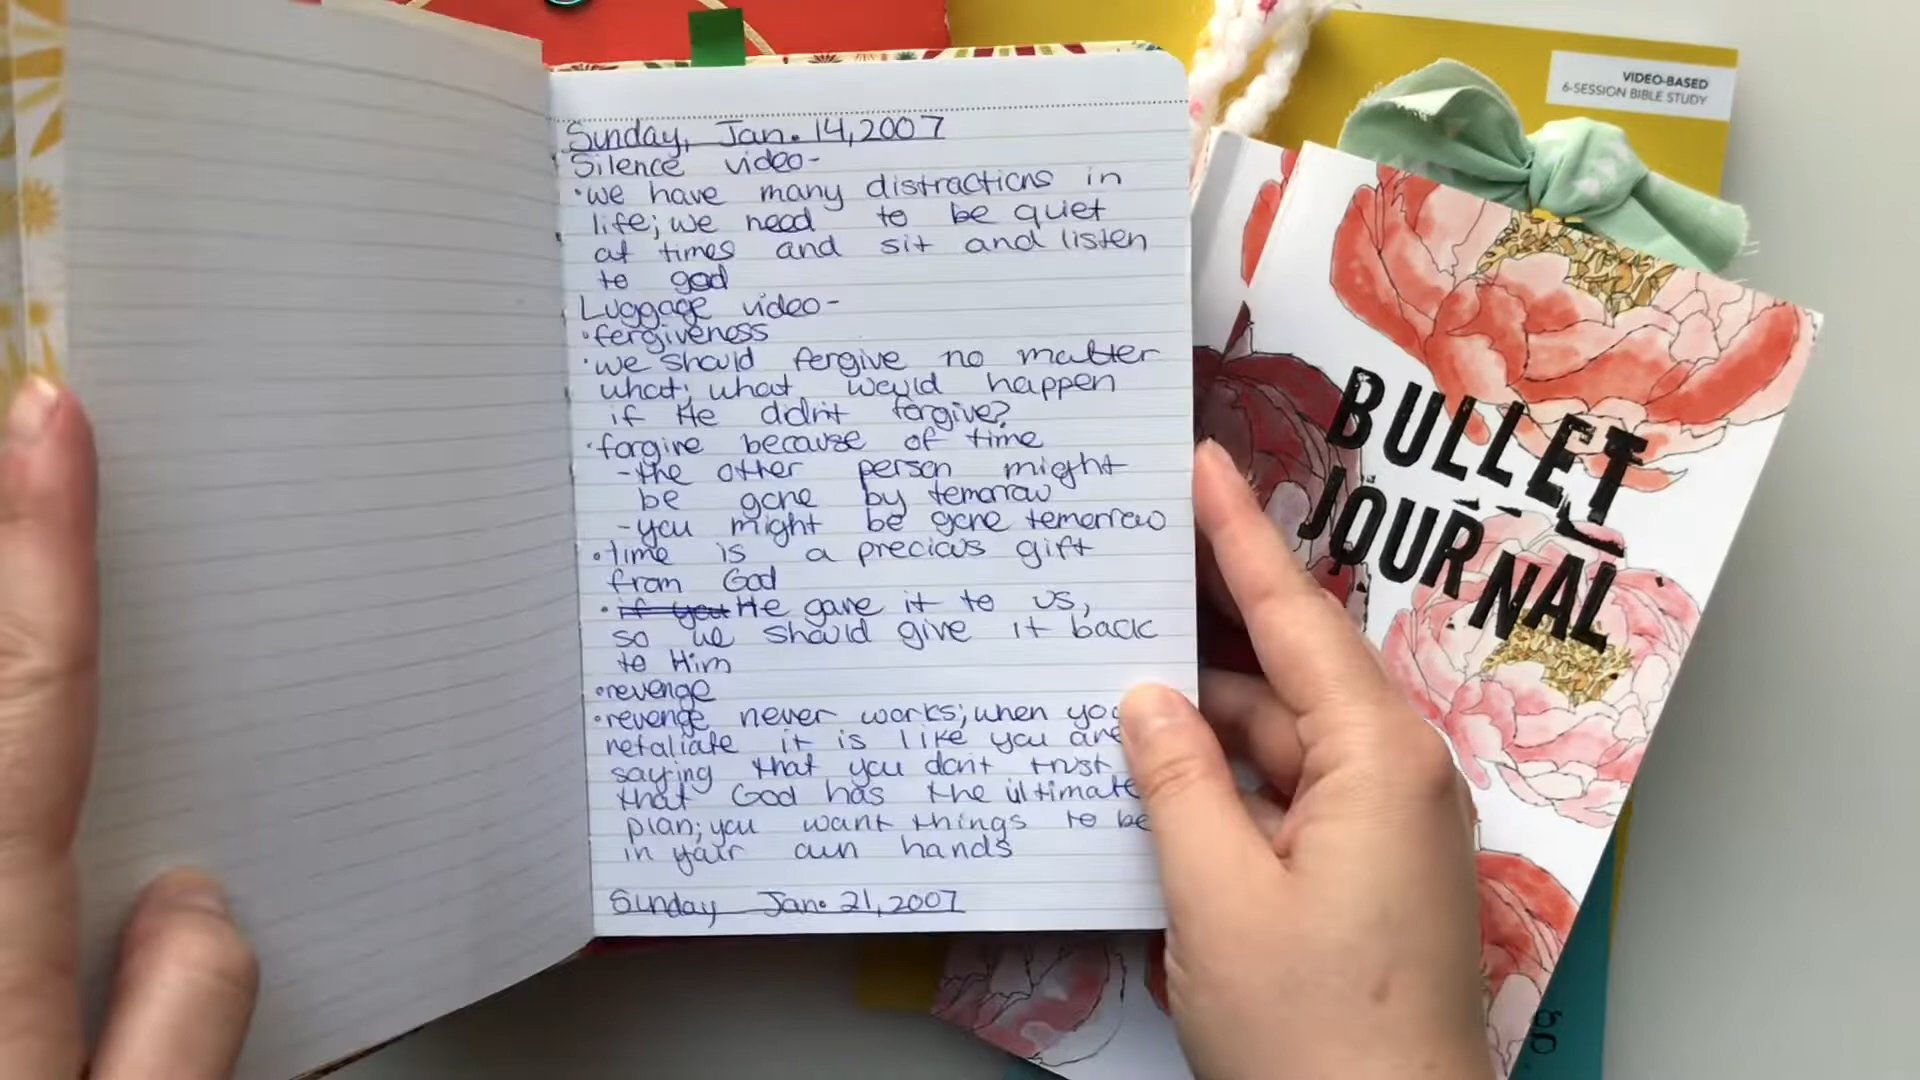 Sunday, Jan. 14, 2007
Silence video-
•we have many distractions in
life; we need to be quiet
at times and sit and listen
to god
Luggage video-
•forgiveness
•we should forgive no matter
what; what would happen
if He didn't forgive?
•forgive because of time
-the other person might
be gone by tomorrow
-you might be gone tomorrow
•time is a precious gift
from God
•if you He gave it to us,
so we should give it back
to Him
•revenge
•revenge never works; when you
retaliate it is like you are
saying that you don't trust
that God has the ultimate
plan; you want things to be
in your own hands
Sunday Jan. 21, 2007
VIDEO-BASED
6-SESSION BIBLE STUDY
BULLET
JOURNAL
g